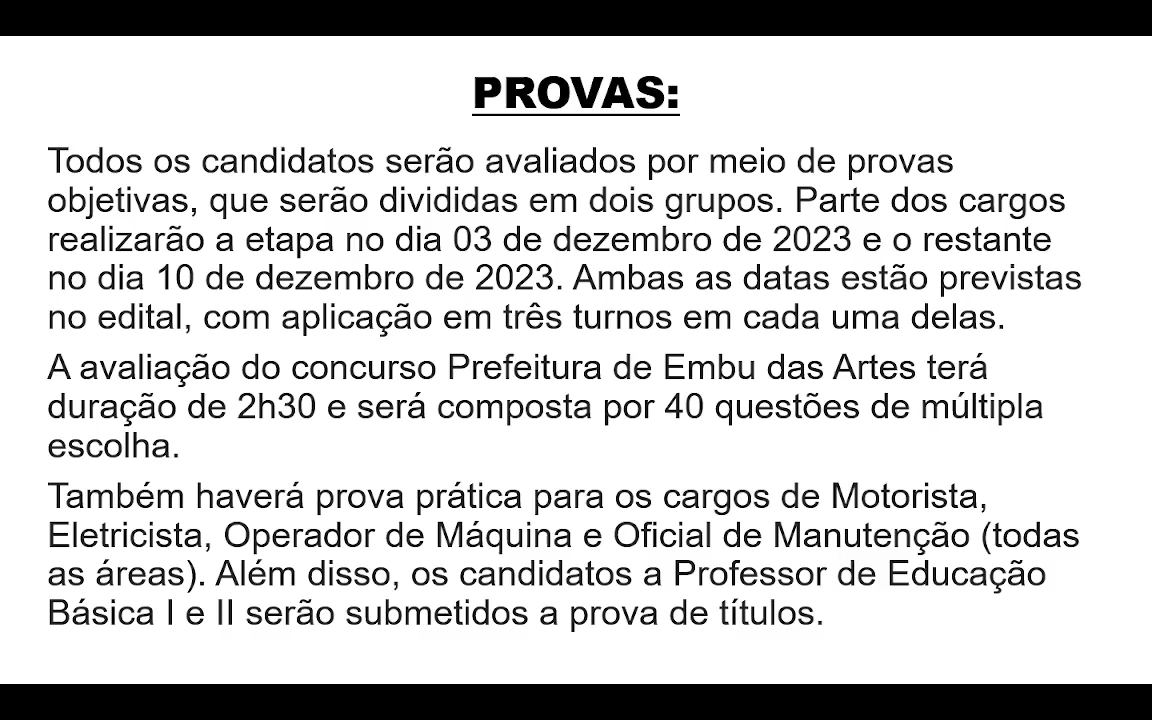 PROVAS:
Todos os candidatos serão avaliados por meio de provas
objetivas, que serão divididas em dois grupos. Parte dos cargos
realizarão a etapa no dia 03 de dezembro de 2023 e o restante
no dia 10 de dezembro de 2023. Ambas as datas estão previstas
no edital, com aplicação em três turnos em cada uma delas.
A avaliação do concurso Prefeitura de Embu das Artes terá
duração de 2h30 e será composta por 40 questões de múltipla
escolha.
Também haverá prova prática para os cargos de Motorista,
Eletricista, Operador de Máquina e Oficial de Manutenção (todas
as áreas). Além disso, os candidatos a Professor de Educação
Básica I e II serão submetidos a prova de títulos.